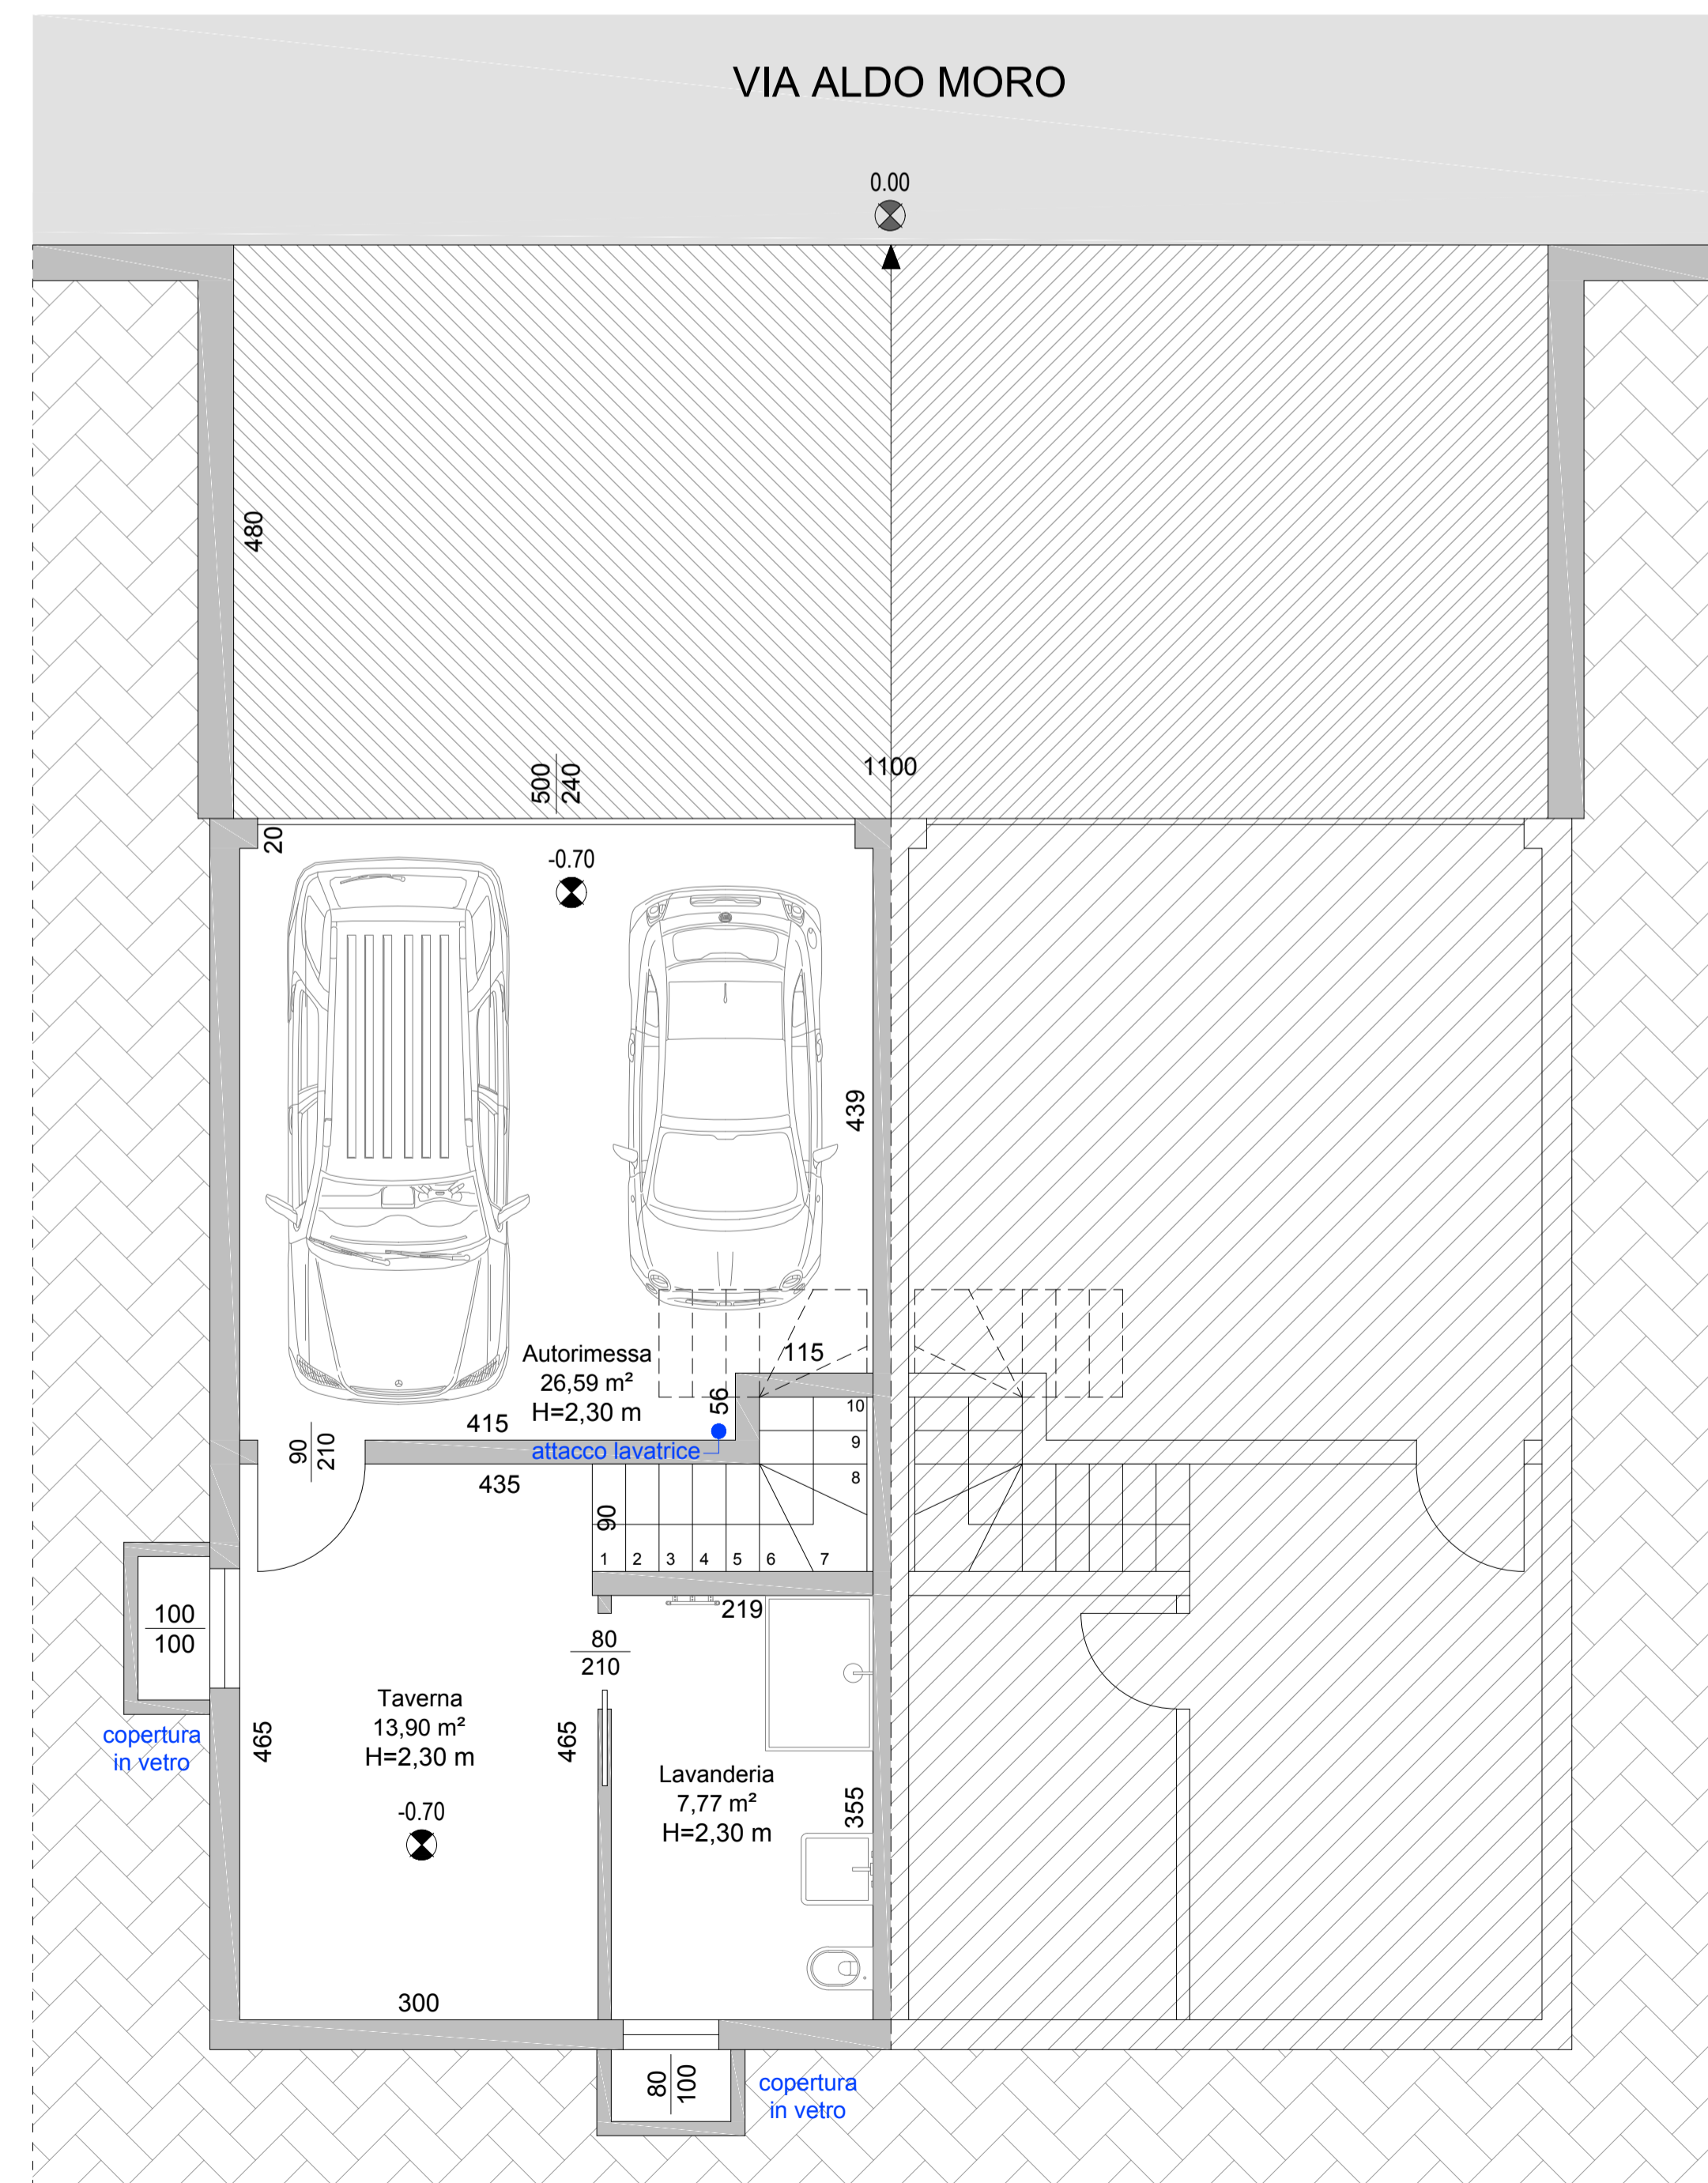 VIA ALDO MORO
0.00
480
500
240
1100
20
-0.70
439
Autorimessa
26,59 m²
H=2,30 m
115
56
415
90
210
attacco lavatrice
435
90
10
9
8
1 2 3 4 5 6 7
219
100
100
80
210
copertura
in vetro
Taverna
13,90 m²
H=2,30 m
465
465
-0.70
Lavanderia
7,77 m²
H=2,30 m
355
300
80
100
copertura
in vetro